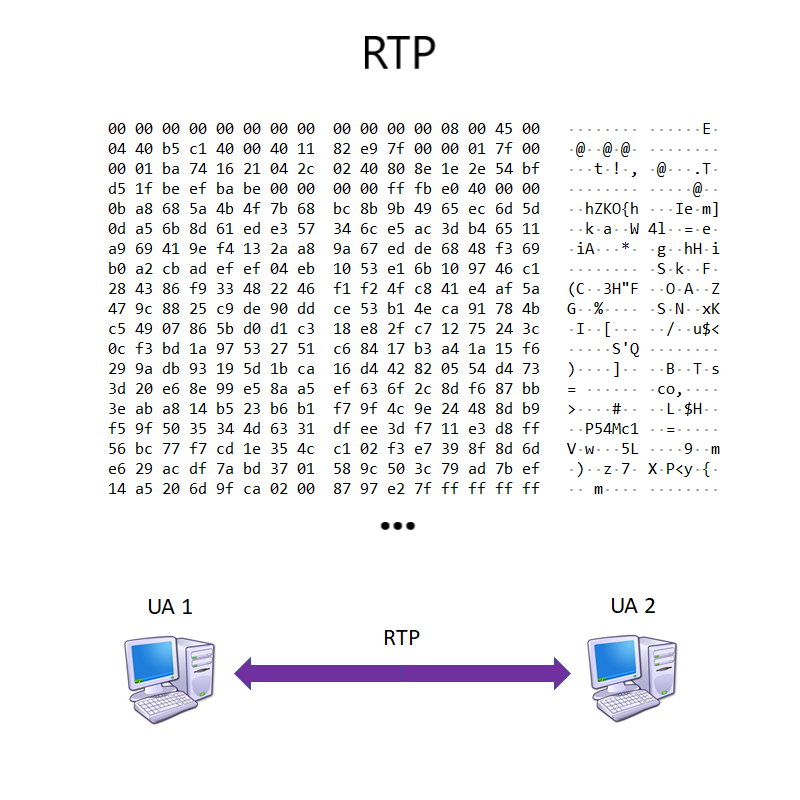 RTP
00 00 00 00 00 00 00 00  00 00 00 00 08 00 45 00  ········ ······E·
04 40 b5 c1 40 00 40 11  82 e9 7f 00 00 01 7f 00  ·@··@·@· ········
00 01 ba 74 16 21 04 2c  02 40 80 8e 1e 2e 54 bf  ···t·!·, ·@···.T·
d5 1f be ef ba be 00 00  00 00 ff fb e0 40 00 00  ········ ·····@··
0b a8 68 5a 4b 4f 7b 68  bc 8b 9b 49 65 ec 6d 5d  ··hZKO{h ···Ie·m]
0d a5 6b 8d 61 ed e3 57  34 6c e5 ac 3d b4 65 11  ··k·a··W 4l··=·e·
a9 69 41 9e f4 13 2a a8  9a 67 ed de 68 48 f3 69  ·iA···*· ·g··hH·i
b0 a2 cb ad ef ef 04 eb  10 53 e1 6b 10 97 46 c1  ········ ·S·k··F·
28 43 86 f9 33 48 22 46  f1 f2 4f c8 41 e4 af 5a  (C··3H"F ··O·A··Z
47 9c 88 25 c9 de 90 dd  ce 53 b1 4e ca 91 78 4b  G··%···· ·S·N··xK
c5 49 07 86 5b d0 d1 c3  18 e8 2f c7 12 75 24 3c  ·I··[··· ··/··u$<
0c f3 bd 1a 97 53 27 51  c6 84 17 b3 a4 1a 15 f6  ·····S'Q ········
29 9a db 93 19 5d 1b ca  16 d4 42 82 05 54 d4 73  )····]·· ··B··T·s
3d 20 e6 8e 99 e5 8a a5  ef 63 6f 2c 8d f6 87 bb  = ······ ·co,····
3e ab a8 14 b5 23 b6 b1  f7 9f 4c 9e 24 48 8d b9  >····#·· ··L·$H··
f5 9f 50 35 34 4d 63 31  df ee 3d f7 11 e3 d8 ff  ··P54Mc1 ··=·····
56 bc 77 f7 cd 1e 35 4c  c1 02 f3 e7 39 8f 8d 6d  V·w···5L ····9··m
e6 29 ac df 7a bd 37 01  58 9c 50 3c 79 ad 7b ef  ·)··z·7· X·P<y·{·
14 a5 20 6d 9f ca 02 00  87 97 e2 7f ff ff ff ff  ·· m···· ········
•••
UA 1
UA 2
RTP